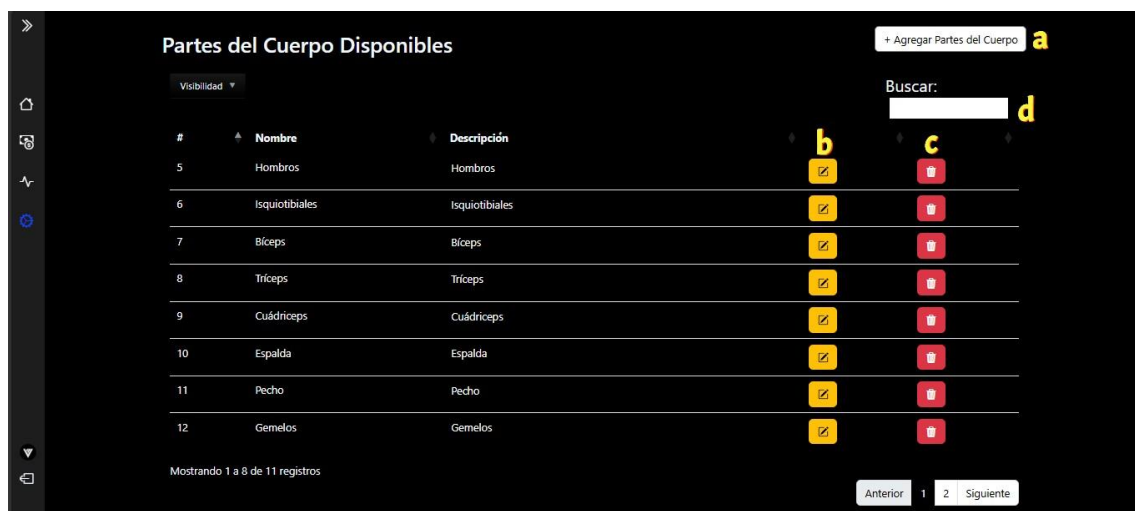 Partes del Cuerpo Disponibles
+ Agregar Partes del Cuerpo a
Visibilidad
Buscar:
d
# Nombre Descripción b c
5 Hombros Hombros
6 Isquiotibiales Isquiotibiales
7 Bíceps Bíceps
8 Tríceps Tríceps
9 Cuádriceps Cuádriceps
10 Espalda Espalda
11 Pecho Pecho
12 Gemelos Gemelos
Mostrando 1 a 8 de 11 registros
Anterior 1 2 Siguiente